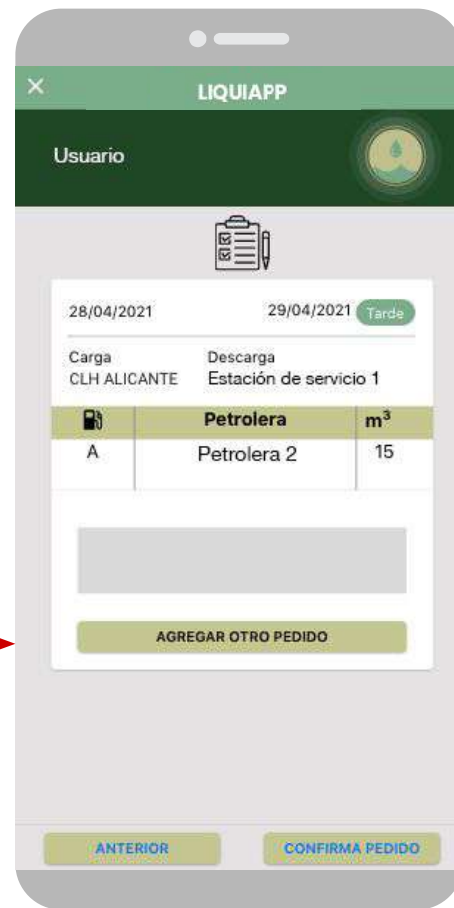 ×
LIQUIAPP
Usuario
28/04/2021 29/04/2021 Tarde
Carga Descarga
CLH ALICANTE Estación de servicio 1
Petrolera m³
A Petrolera 2 15
AGREGAR OTRO PEDIDO
ANTERIOR CONFIRMA PEDIDO